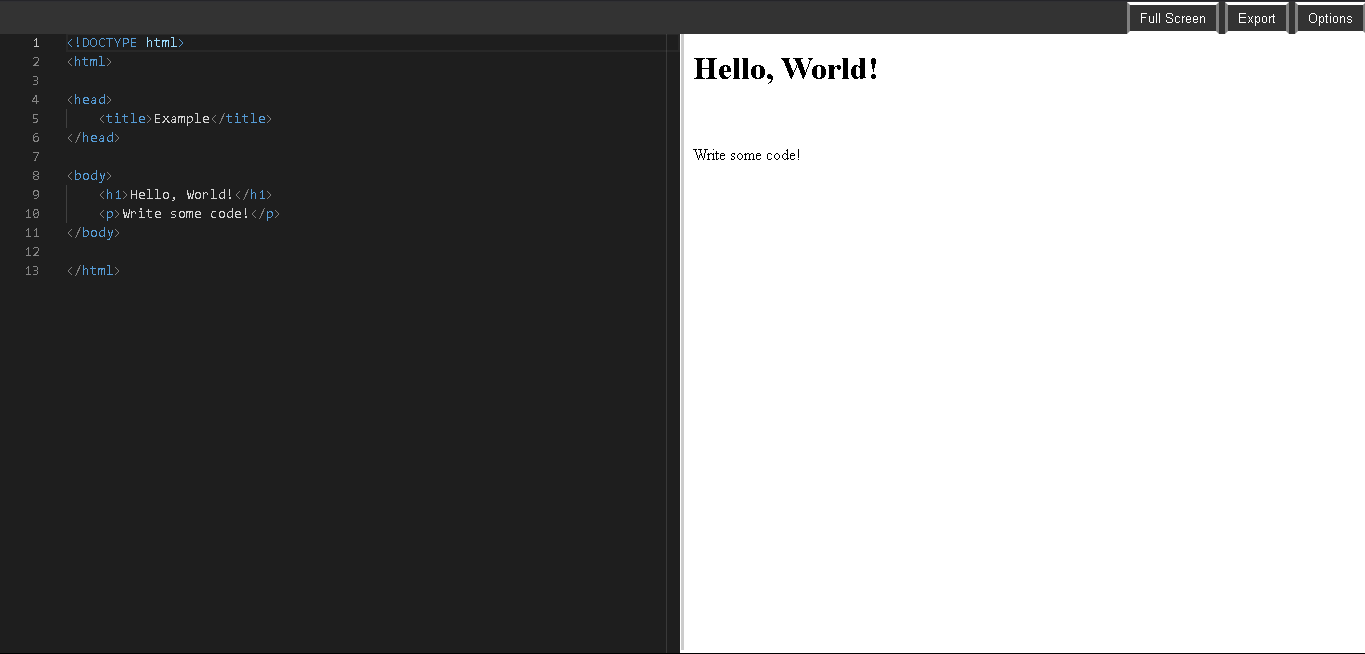 Full Screen Export Options
1 <!DOCTYPE html>
2 <html>
3
4 <head>
5     <title>Example</title>
6 </head>
7
8 <body>
9     <h1>Hello, World!</h1>
10     <p>Write some code!</p>
11 </body>
12
13 </html>
Hello, World!
Write some code!